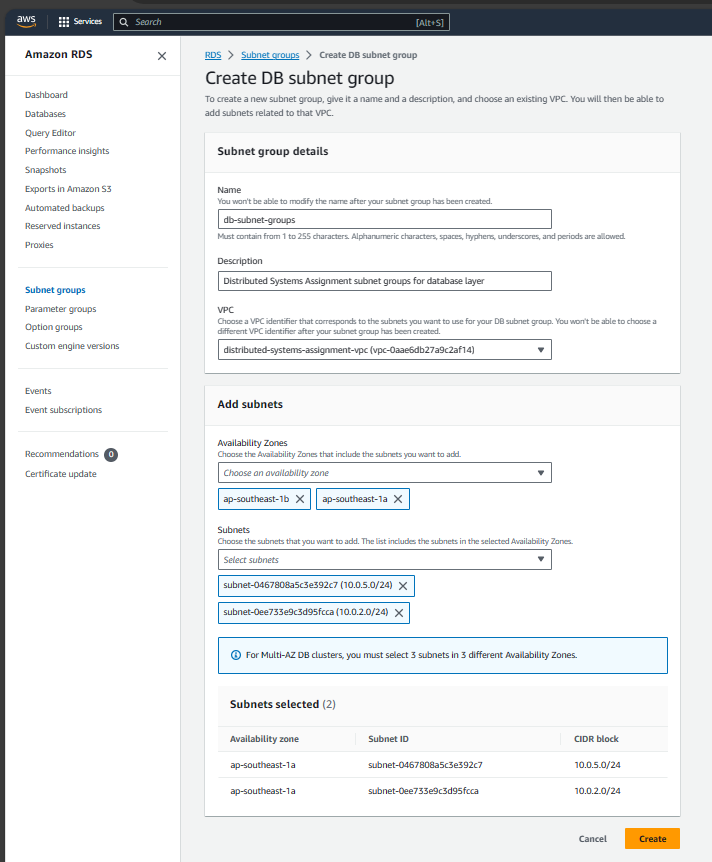 aws
Services
Search
[Alt+S]
Amazon RDS
Dashboard
Databases
Query Editor
Performance insights
Snapshots
Exports in Amazon S3
Automated backups
Reserved instances
Proxies
Subnet groups
Parameter groups
Option groups
Custom engine versions
Events
Event subscriptions
Recommendations 0
Certificate update
RDS > Subnet groups > Create DB subnet group
Create DB subnet group
To create a new subnet group, give it a name and a description, and choose an existing VPC. You will then be able to
add subnets related to that VPC.
Subnet group details
Name
You won't be able to modify the name after your subnet group has been created.
db-subnet-groups
Must contain from 1 to 255 characters. Alphanumeric characters, spaces, hyphens, underscores, and periods are allowed.
Description
Distributed Systems Assignment subnet groups for database layer
VPC
Choose a VPC identifier that corresponds to the subnets you want to use for your DB subnet group. You won't be able to choose a
different VPC identifier after your subnet group has been created.
distributed-systems-assignment-vpc (vpc-0aae6db27a9c2af14)
Add subnets
Availability Zones
Choose the Availability Zones that include the subnets you want to add.
Choose an availability zone
ap-southeast-1b
ap-southeast-1a
Subnets
Choose the subnets that you want to add. The list includes the subnets in the selected Availability Zones.
Select subnets
subnet-0467808a5c3e392c7 (10.0.5.0/24)
subnet-0ee733e9c3d95fcca (10.0.2.0/24)
For Multi-AZ DB clusters, you must select 3 subnets in 3 different Availability Zones.
Subnets selected (2)
Availability zone Subnet ID CIDR block
ap-southeast-1a subnet-0467808a5c3e392c7 10.0.5.0/24
ap-southeast-1a subnet-0ee733e9c3d95fcca 10.0.2.0/24
Cancel
Create